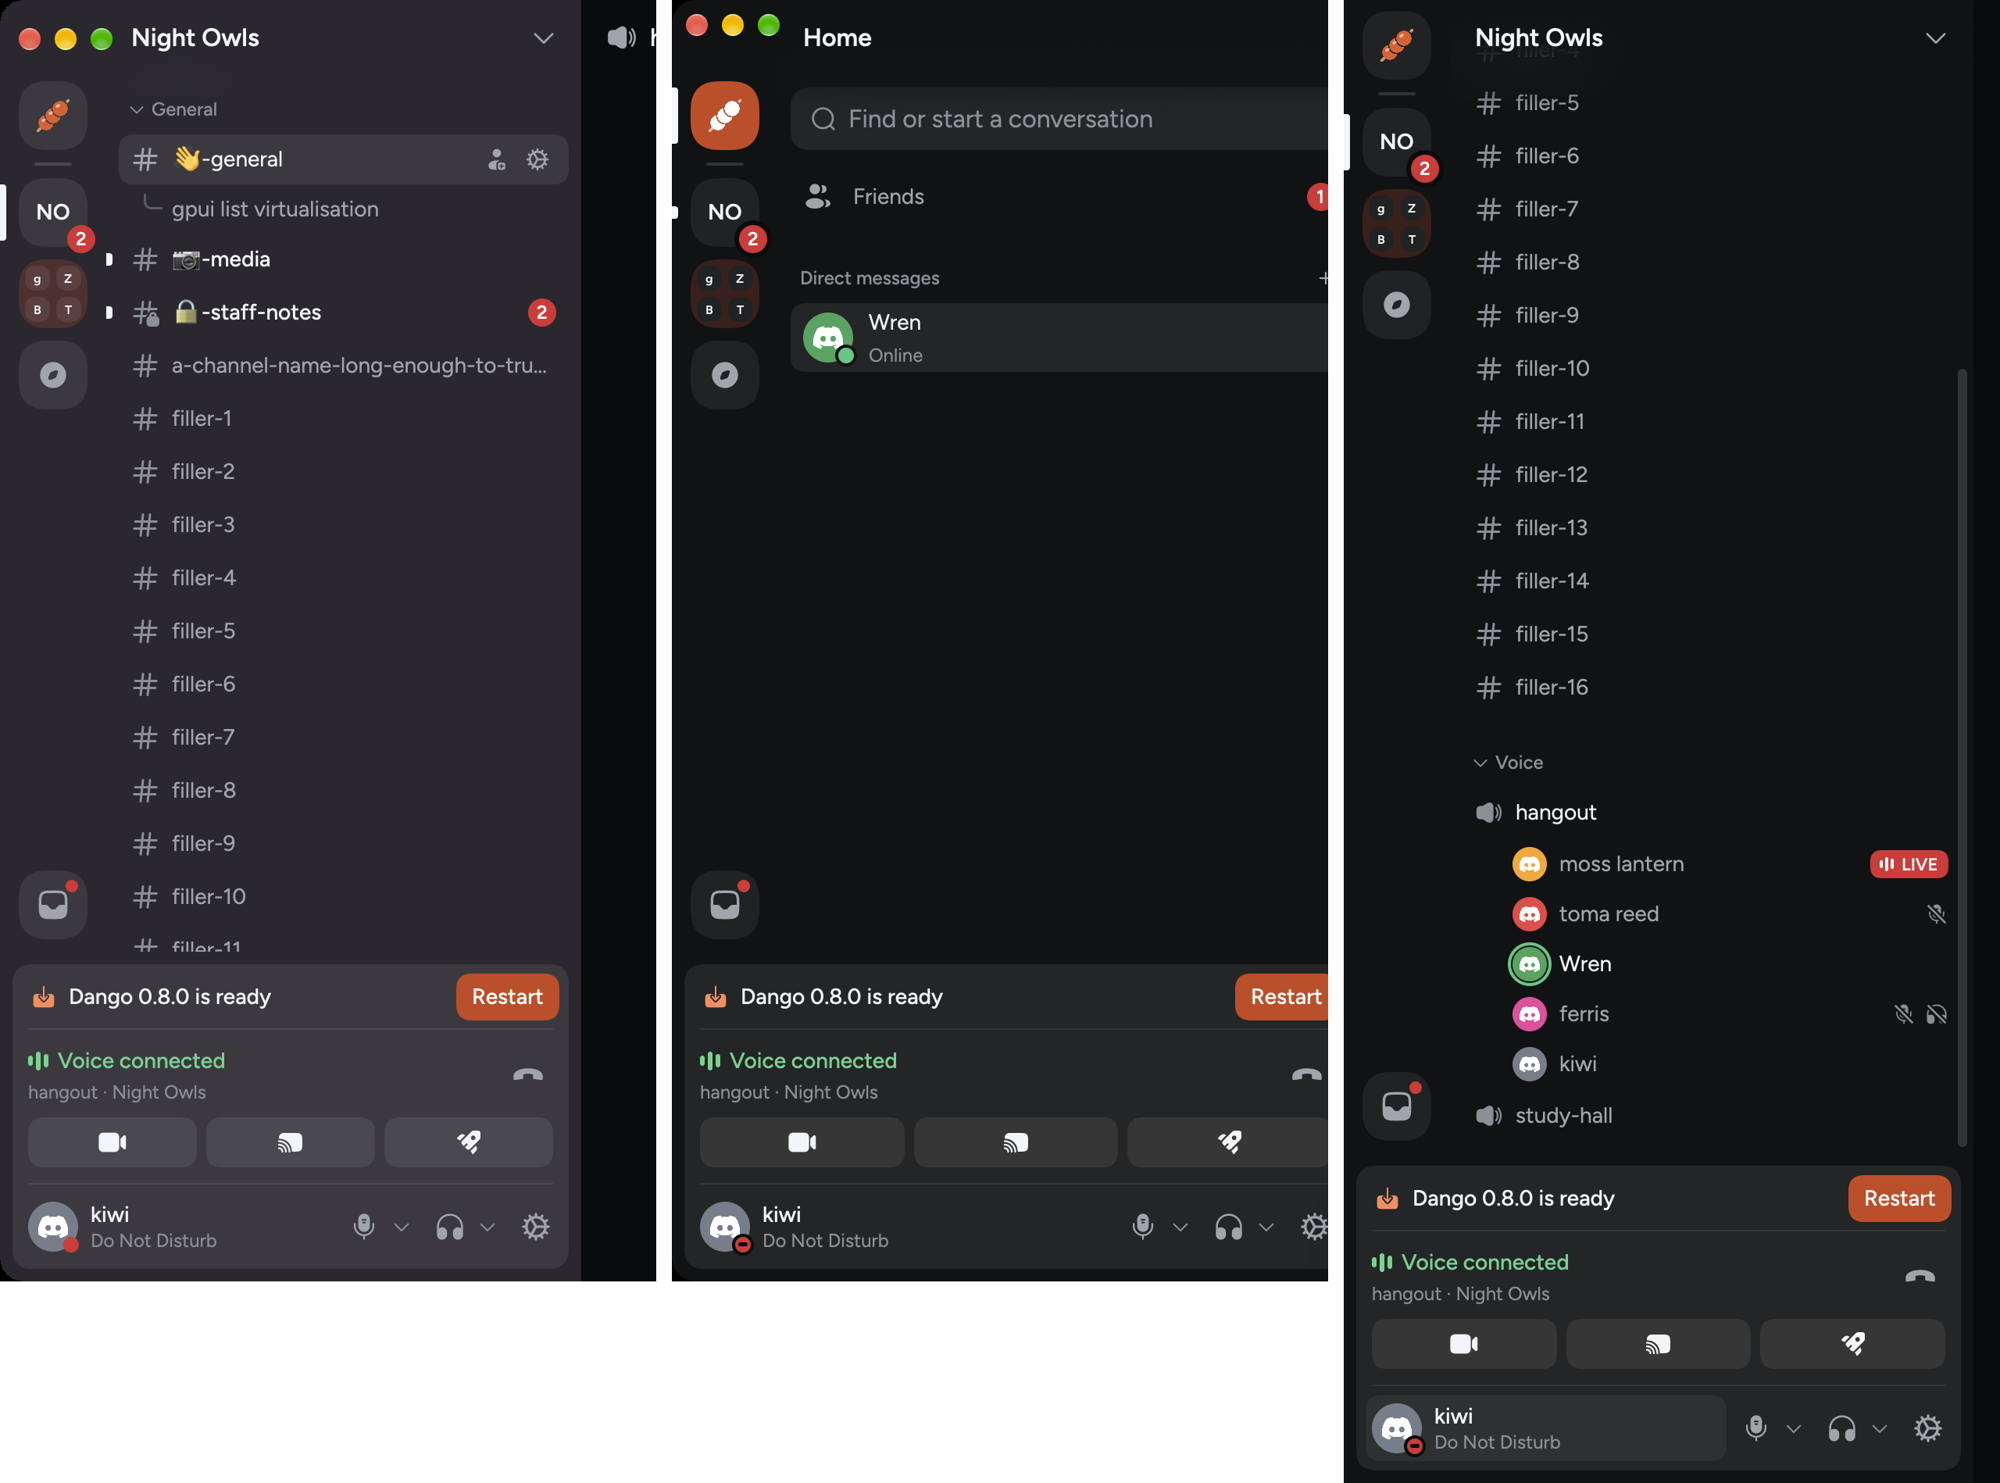 Night Owls
General
👋-general
NO
2
gpui list virtualisation
📷-media
g Z
B T
🔒-staff-notes
2
a-channel-name-long-enough-to-tru...
filler-1
filler-2
filler-3
filler-4
filler-5
filler-6
filler-7
filler-8
filler-9
filler-10
filler-11
Dango 0.8.0 is ready
Restart
Voice connected
hangout · Night Owls
kiwi
Do Not Disturb
Home
Find or start a conversation
Friends
1
NO
2
Direct messages
g Z
B T
Wren
Online
Dango 0.8.0 is ready
Restart
Voice connected
hangout · Night Owls
kiwi
Do Not Disturb
Night Owls
filler-4
filler-5
NO
2
filler-6
filler-7
g Z
B T
filler-8
filler-9
filler-10
filler-11
filler-12
filler-13
filler-14
filler-15
filler-16
Voice
hangout
moss lantern
LIVE
toma reed
Wren
ferris
kiwi
study-hall
Dango 0.8.0 is ready
Restart
Voice connected
hangout · Night Owls
kiwi
Do Not Disturb